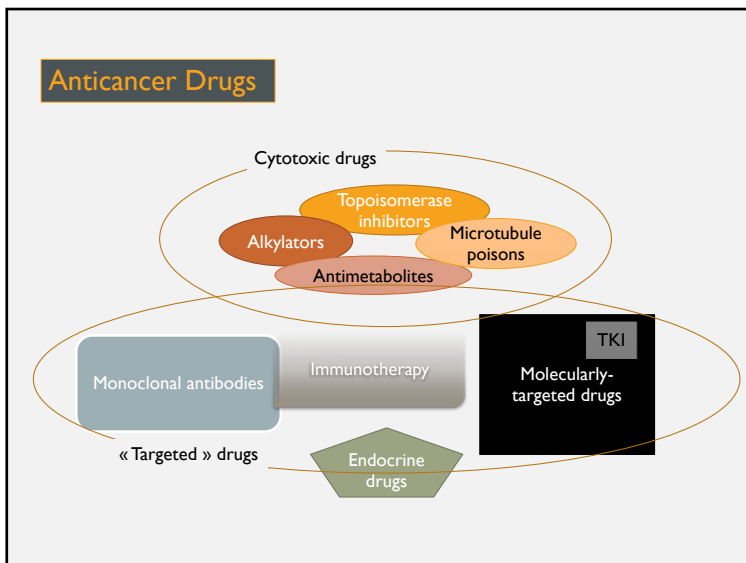 Anticancer Drugs
Cytotoxic drugs
Topoisomerase
inhibitors
Alkylators
Microtubule
poisons
Antimetabolites
TKI
Monoclonal antibodies
Immunotherapy
Molecularly-
targeted drugs
« Targeted » drugs
Endocrine
drugs